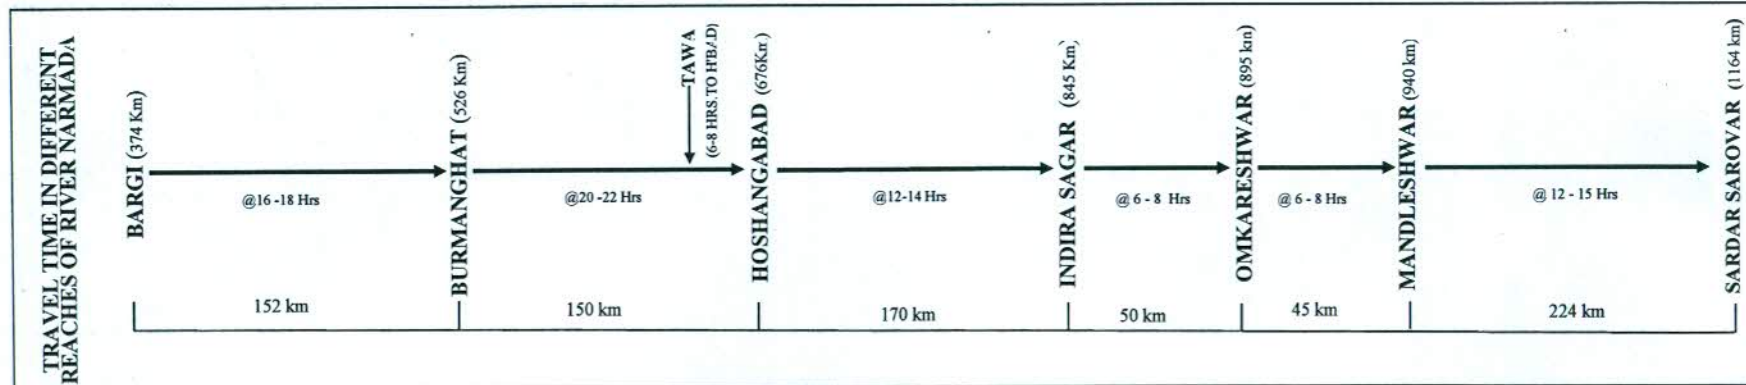 TRAVEL TIME IN DIFFERENT
REACHES OF RIVER NARMADA
BARGI (374 Km)
@16 -18 Hrs
BURMANGHAT (526 Km)
@20 -22 Hrs
TAWA
(6-8 HRS.TO H'BAD)
HOSHANGABAD (676Km)
@12-14 Hrs
INDIRA SAGAR (845 Km)
@ 6 - 8 Hrs
OMKARESHWAR (895 km)
@ 6 - 8 Hrs
MANDLESHWAR (940 km)
@ 12 - 15 Hrs
SARDAR SAROVAR (1164 km)
152 km
150 km
170 km
50 km
45 km
224 km